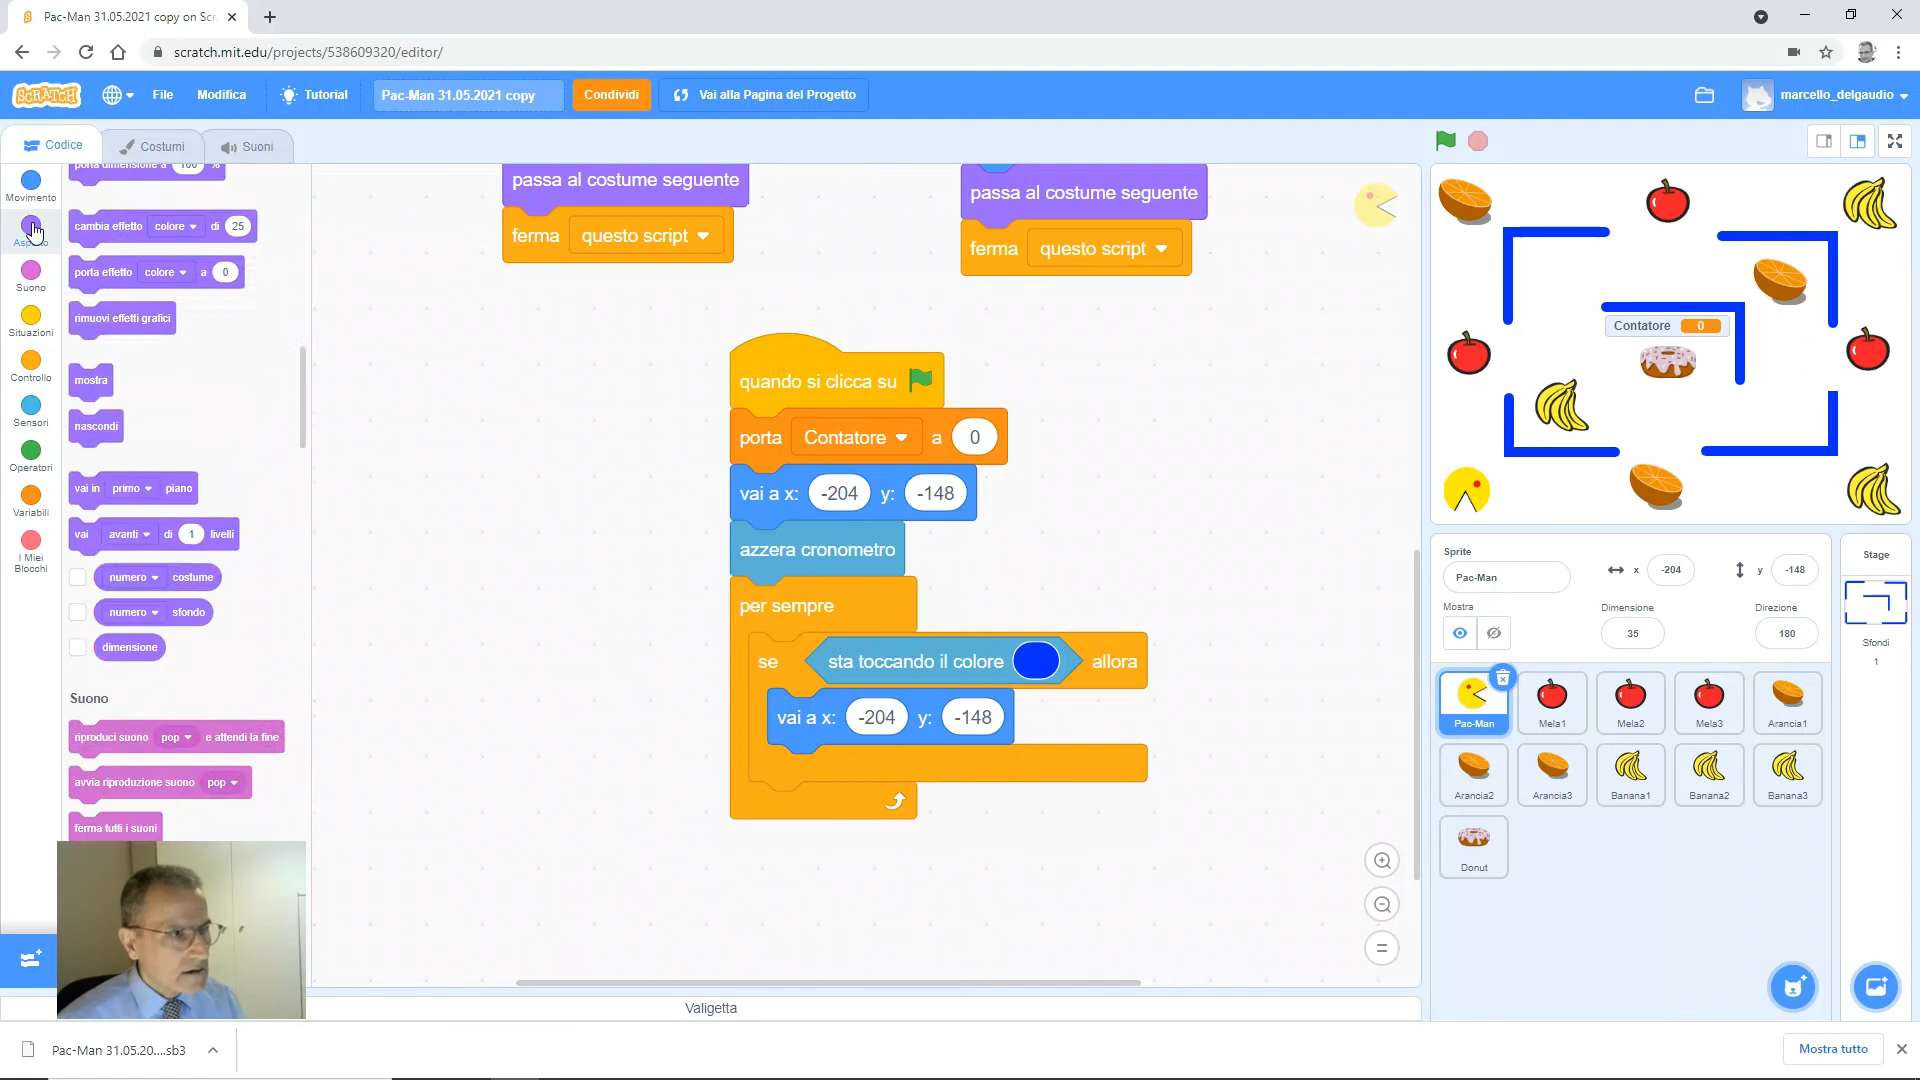 Pac-Man 31.05.2021 copy on Scr
scratch.mit.edu/projects/538609320/editor/
SCRATCH
File
Modifica
Tutorial
Pac-Man 31.05.2021 copy
Condividi
Vai alla Pagina del Progetto
marcello_delgaudio
Codice
Costumi
Suoni
Movimento
Suono
Situazioni
Controllo
Sensori
Operatori
Variabili
I Miei
Blocchi
porta dimensione a 100 %
cambia effetto colore di 25
porta effetto colore a 0
rimuovi effetti grafici
mostra
nascondi
vai in primo piano
vai avanti di 1 livelli
numero costume
numero sfondo
dimensione
Suono
riproduci suono pop e attendi la fine
avvia riproduzione suono pop
ferma tutti i suoni
passa al costume seguente
ferma questo script
passa al costume seguente
ferma questo script
quando si clicca su
porta Contatore a 0
vai a x: -204 y: -148
azzera cronometro
per sempre
se sta toccando il colore allora
vai a x: -204 y: -148
Valigetta
Contatore 0
Sprite
Pac-Man
x -204
y -148
Mostra
Dimensione
35
Direzione
180
Stage
Sfondi
1
Pac-Man
Mela1
Mela2
Mela3
Arancia1
Arancia2
Arancia3
Banana1
Banana2
Banana3
Donut
Pac-Man 31.05.20....sb3
Mostra tutto